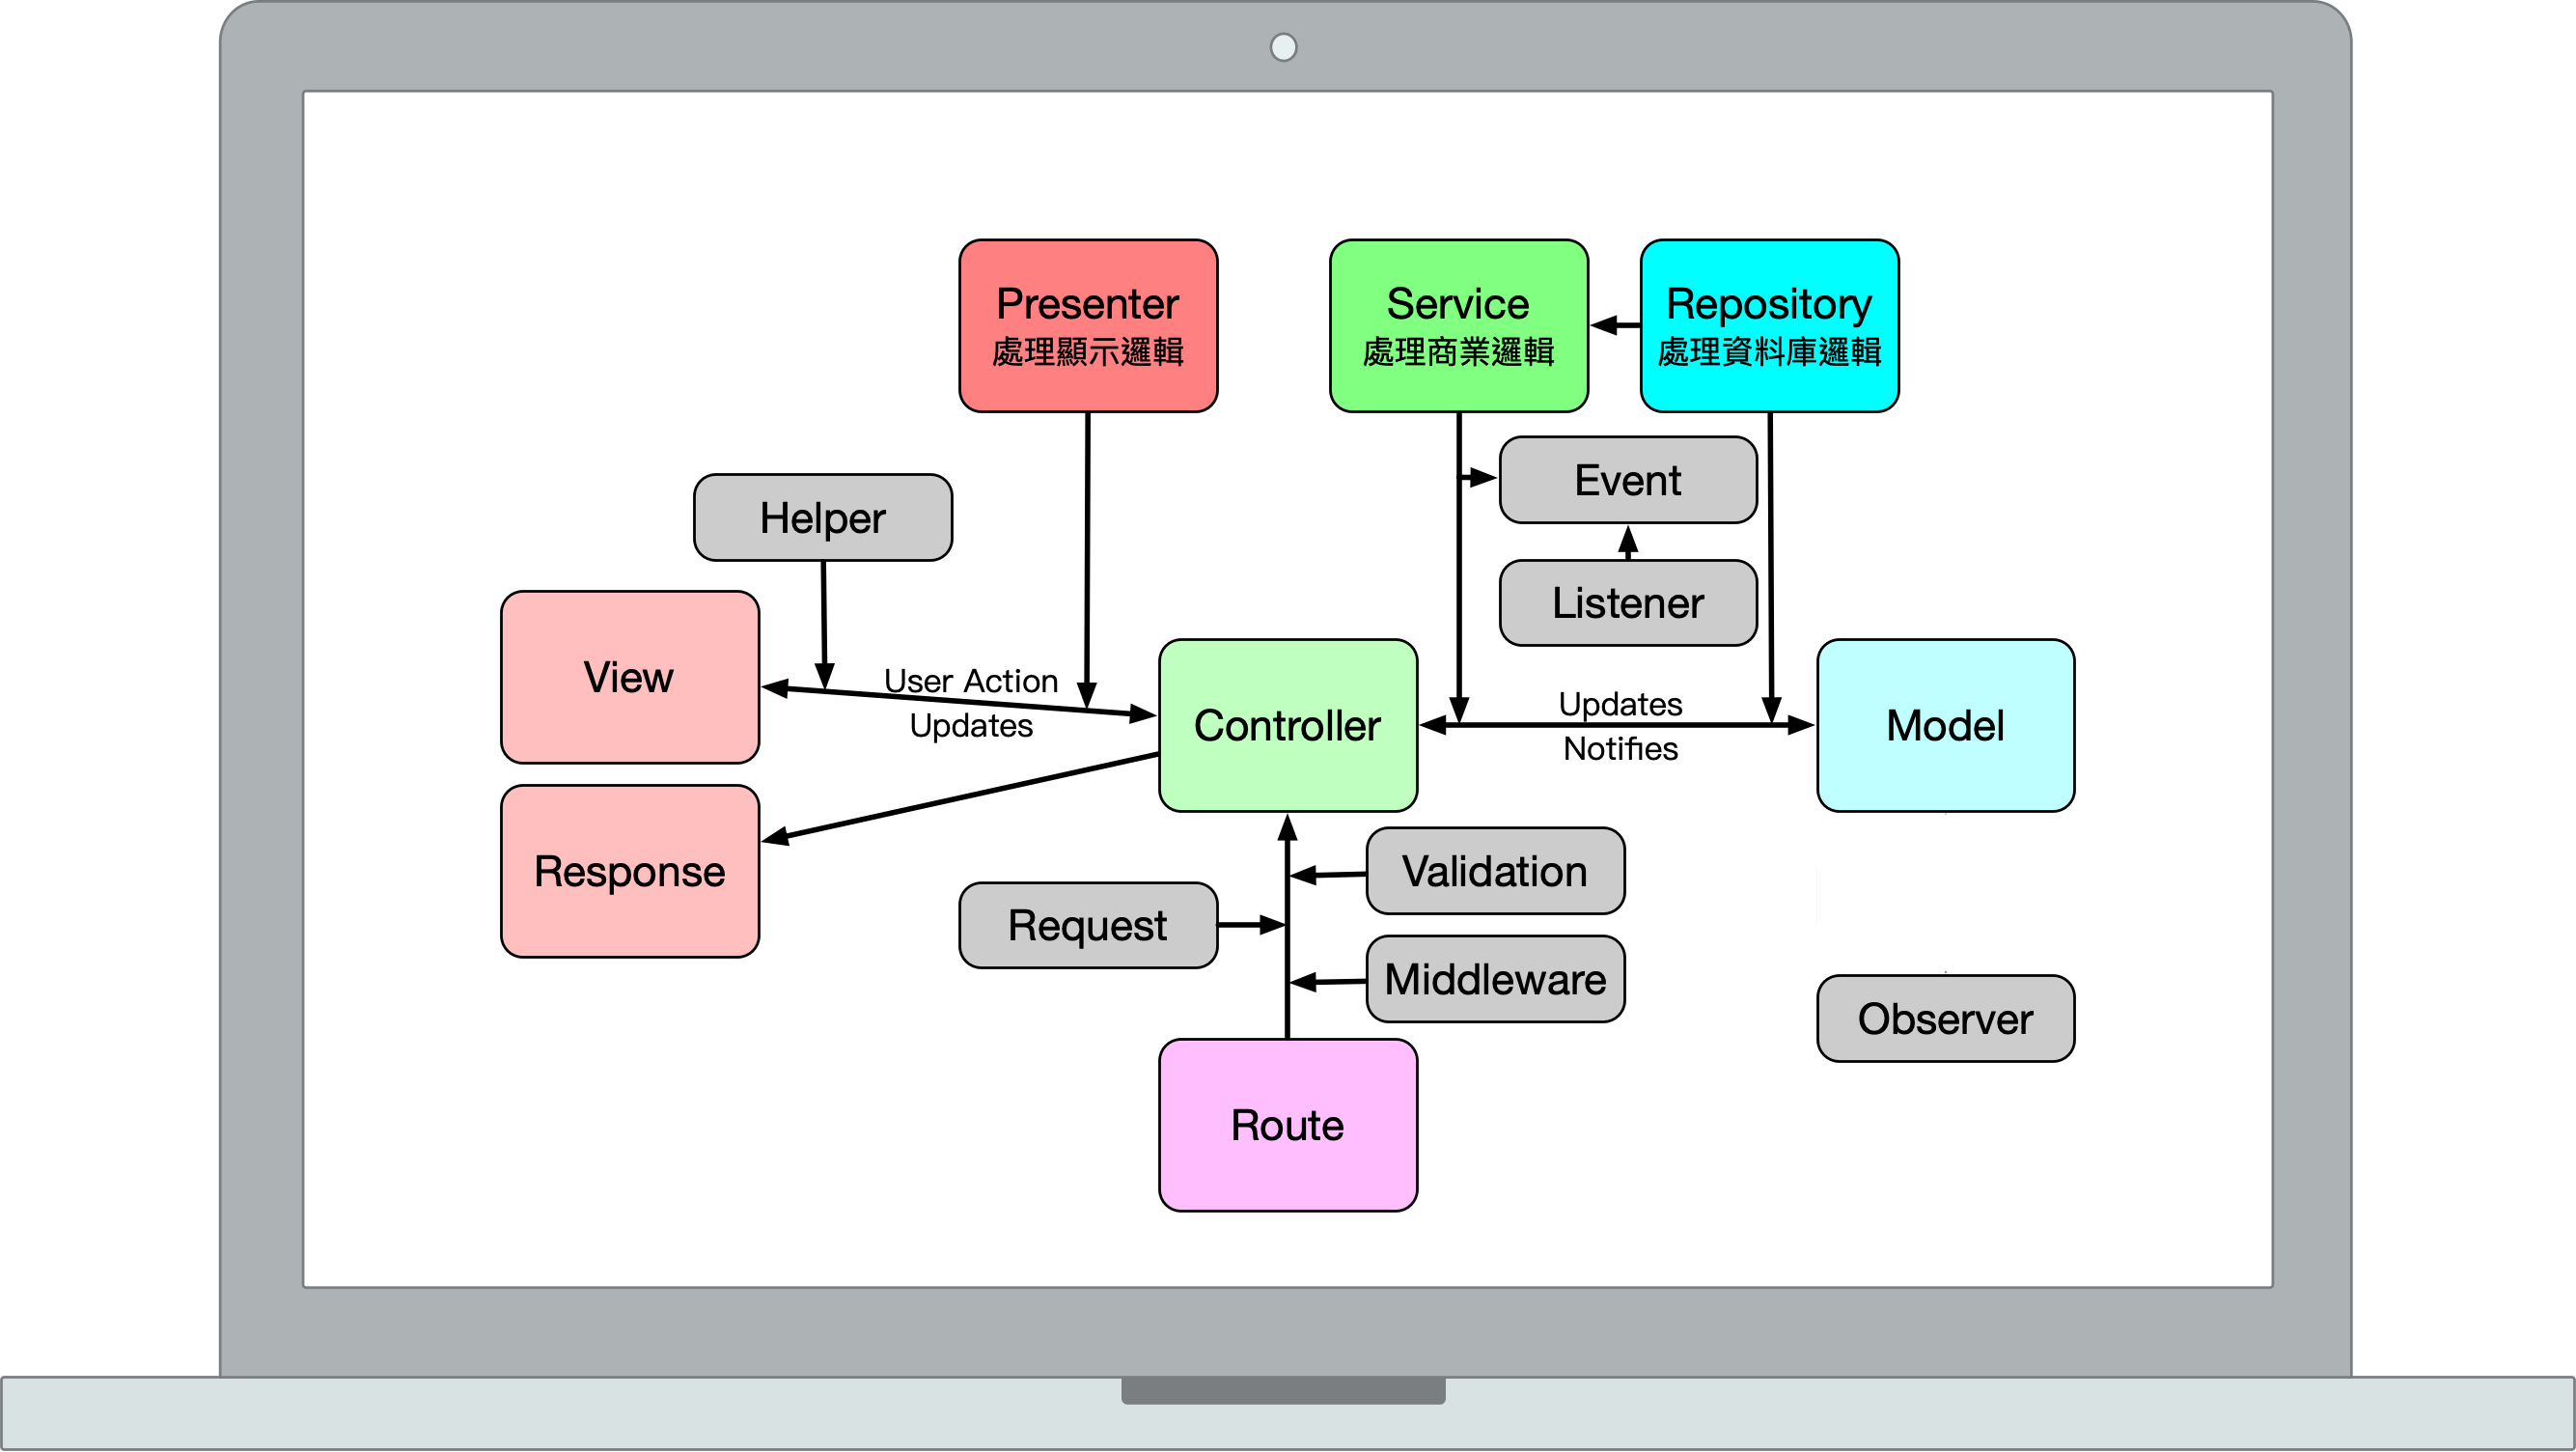 Presenter
處理顯示邏輯
Service
處理商業邏輯
Repository
處理資料庫邏輯
Event
Helper
Listener
View
User Action
Updates
Controller
Updates
Notifies
Model
Response
Validation
Request
Middleware
Observer
Route